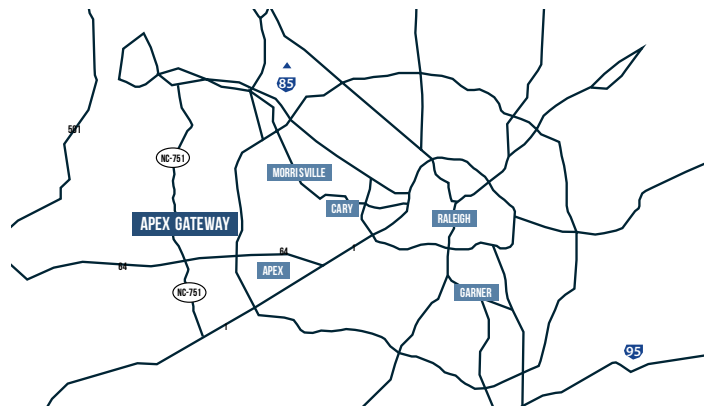 85
501
NC-751
MORRISVILLE
CARY
APEX GATEWAY
RALEIGH
64
1
64
APEX
NC-751
GARNER
1
95